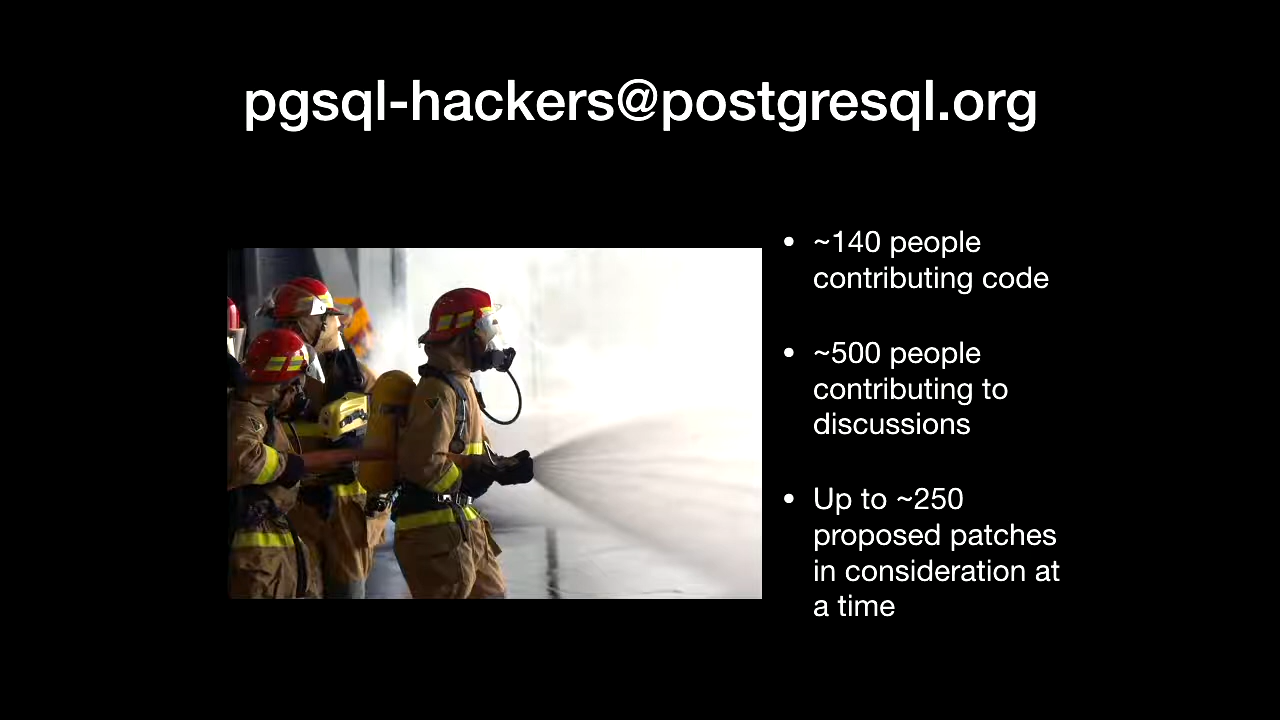 pgsql-hackers@postgresql.org
• ~140 people
contributing code
• ~500 people
contributing to
discussions
• Up to ~250
proposed patches
in consideration at
a time